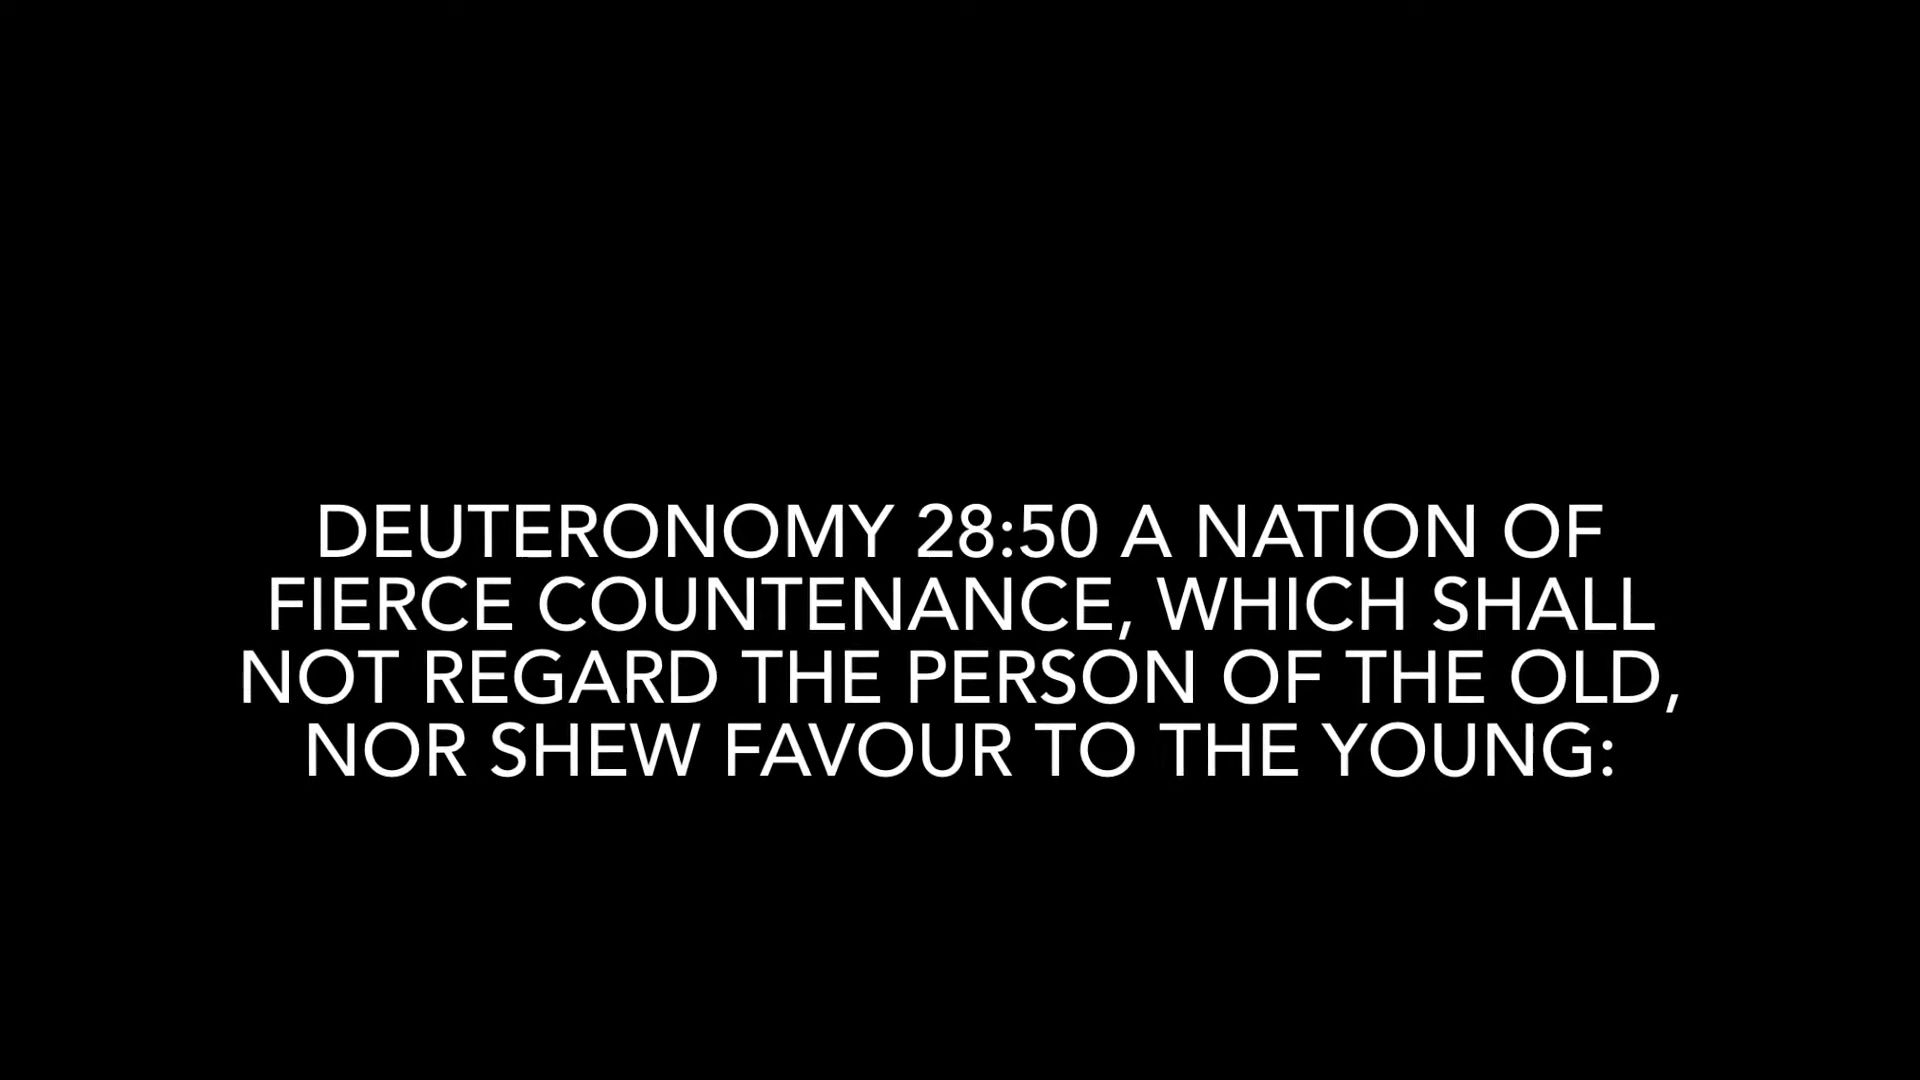 DEUTERONOMY 28:50 A NATION OF
FIERCE COUNTENANCE, WHICH SHALL
NOT REGARD THE PERSON OF THE OLD,
NOR SHEW FAVOUR TO THE YOUNG: